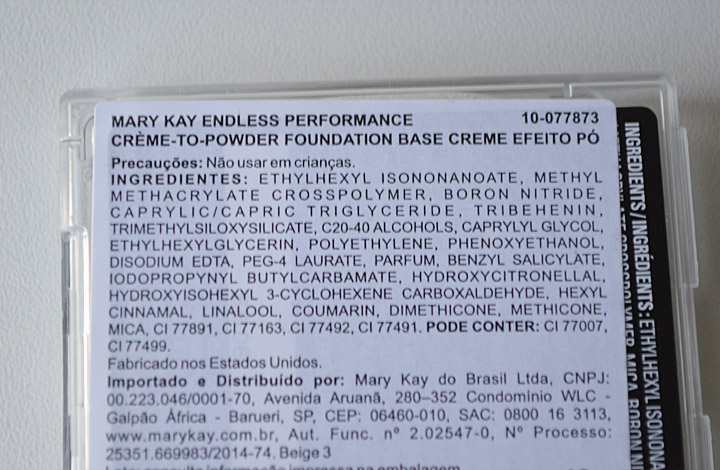 MARY KAY ENDLESS PERFORMANCE 10-077873
CRÈME-TO-POWDER FOUNDATION BASE CREME EFEITO PÓ
Precauções: Não usar em crianças.
INGREDIENTES: ETHYLHEXYL ISONONANOATE, METHYL
METHACRYLATE CROSSPOLYMER, BORON NITRIDE,
CAPRYLIC/CAPRIC TRIGLYCERIDE, TRIBEHENIN,
TRIMETHYLSILOXYSILICATE, C20-40 ALCOHOLS, CAPRYLYL GLYCOL,
ETHYLHEXYLGLYCERIN, POLYETHYLENE, PHENOXYETHANOL,
DISODIUM EDTA, PEG-4 LAURATE, PARFUM, BENZYL SALICYLATE,
IODOPROPYNYL BUTYLCARBAMATE, HYDROXYCITRONELLAL,
HYDROXYISOHEXYL 3-CYCLOHEXENE CARBOXALDEHYDE, HEXYL
CINNAMAL, LINALOOL, COUMARIN, DIMETHICONE, METHICONE,
MICA, CI 77891, CI 77163, CI 77492, CI 77491. PODE CONTER: CI 77007,
CI 77499.
Fabricado nos Estados Unidos.
Importado e Distribuído por: Mary Kay do Brasil Ltda, CNPJ:
00.223.046/0001-70, Avenida Aruanã, 280–352 Condomínio WLC -
Galpão África - Barueri, SP, CEP: 06460-010, SAC: 0800 16 3113,
www.marykay.com.br, Aut. Func. nº 2.02547-0, Nº Processo:
25351.669983/2014-74. Beige 3
INGREDIENTS/INGRÉDIENTS: ETHYLHEXYL ISONONA
MICA, BORON N